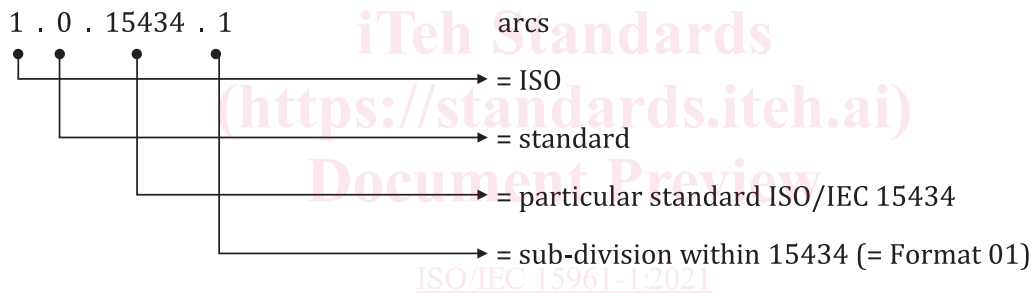 1 . 0 . 15434 . 1 arcs
iTeh Standards
= ISO
(https://standards.iteh.ai)
= standard
Document Preview
= particular standard ISO/IEC 15434
= sub-division within 15434 (= Format 01)
ISO/IEC 15961-1:2021